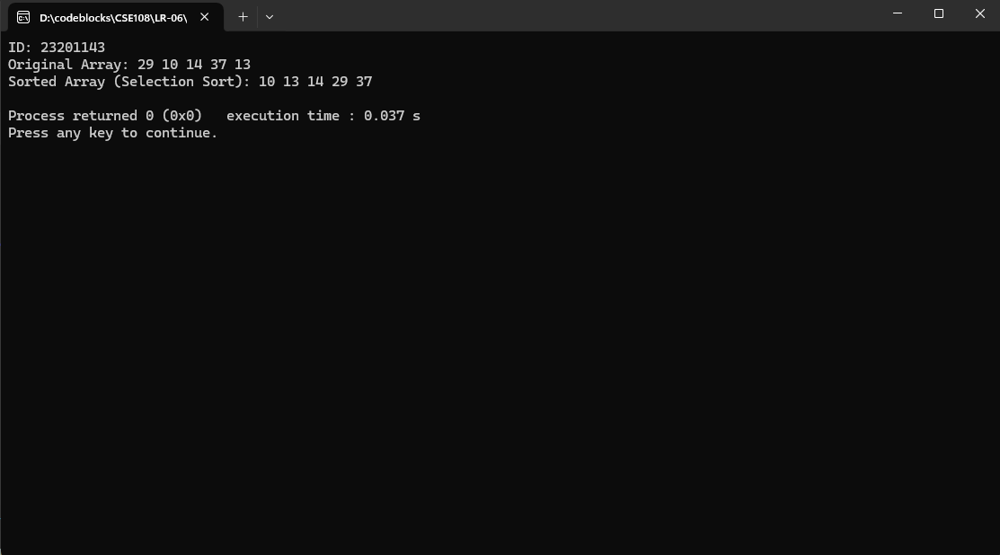 D:\codeblocks\CSE108\LR-06\
ID: 23201143
Original Array: 29 10 14 37 13
Sorted Array (Selection Sort): 10 13 14 29 37
Process returned 0 (0x0)   execution time : 0.037 s
Press any key to continue.